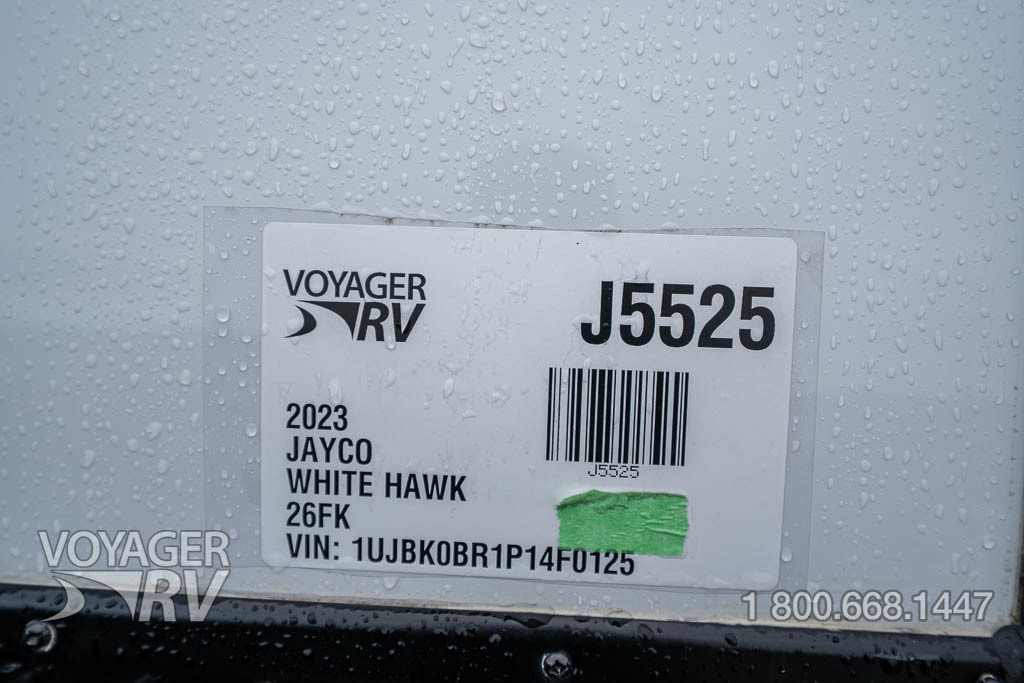 VOYAGER
RV
J5525
J5525
2023
JAYCO
WHITE HAWK
26FK
VIN: 1UJBK0BR1P14F0125
VOYAGER
RV
1 800.668.1447